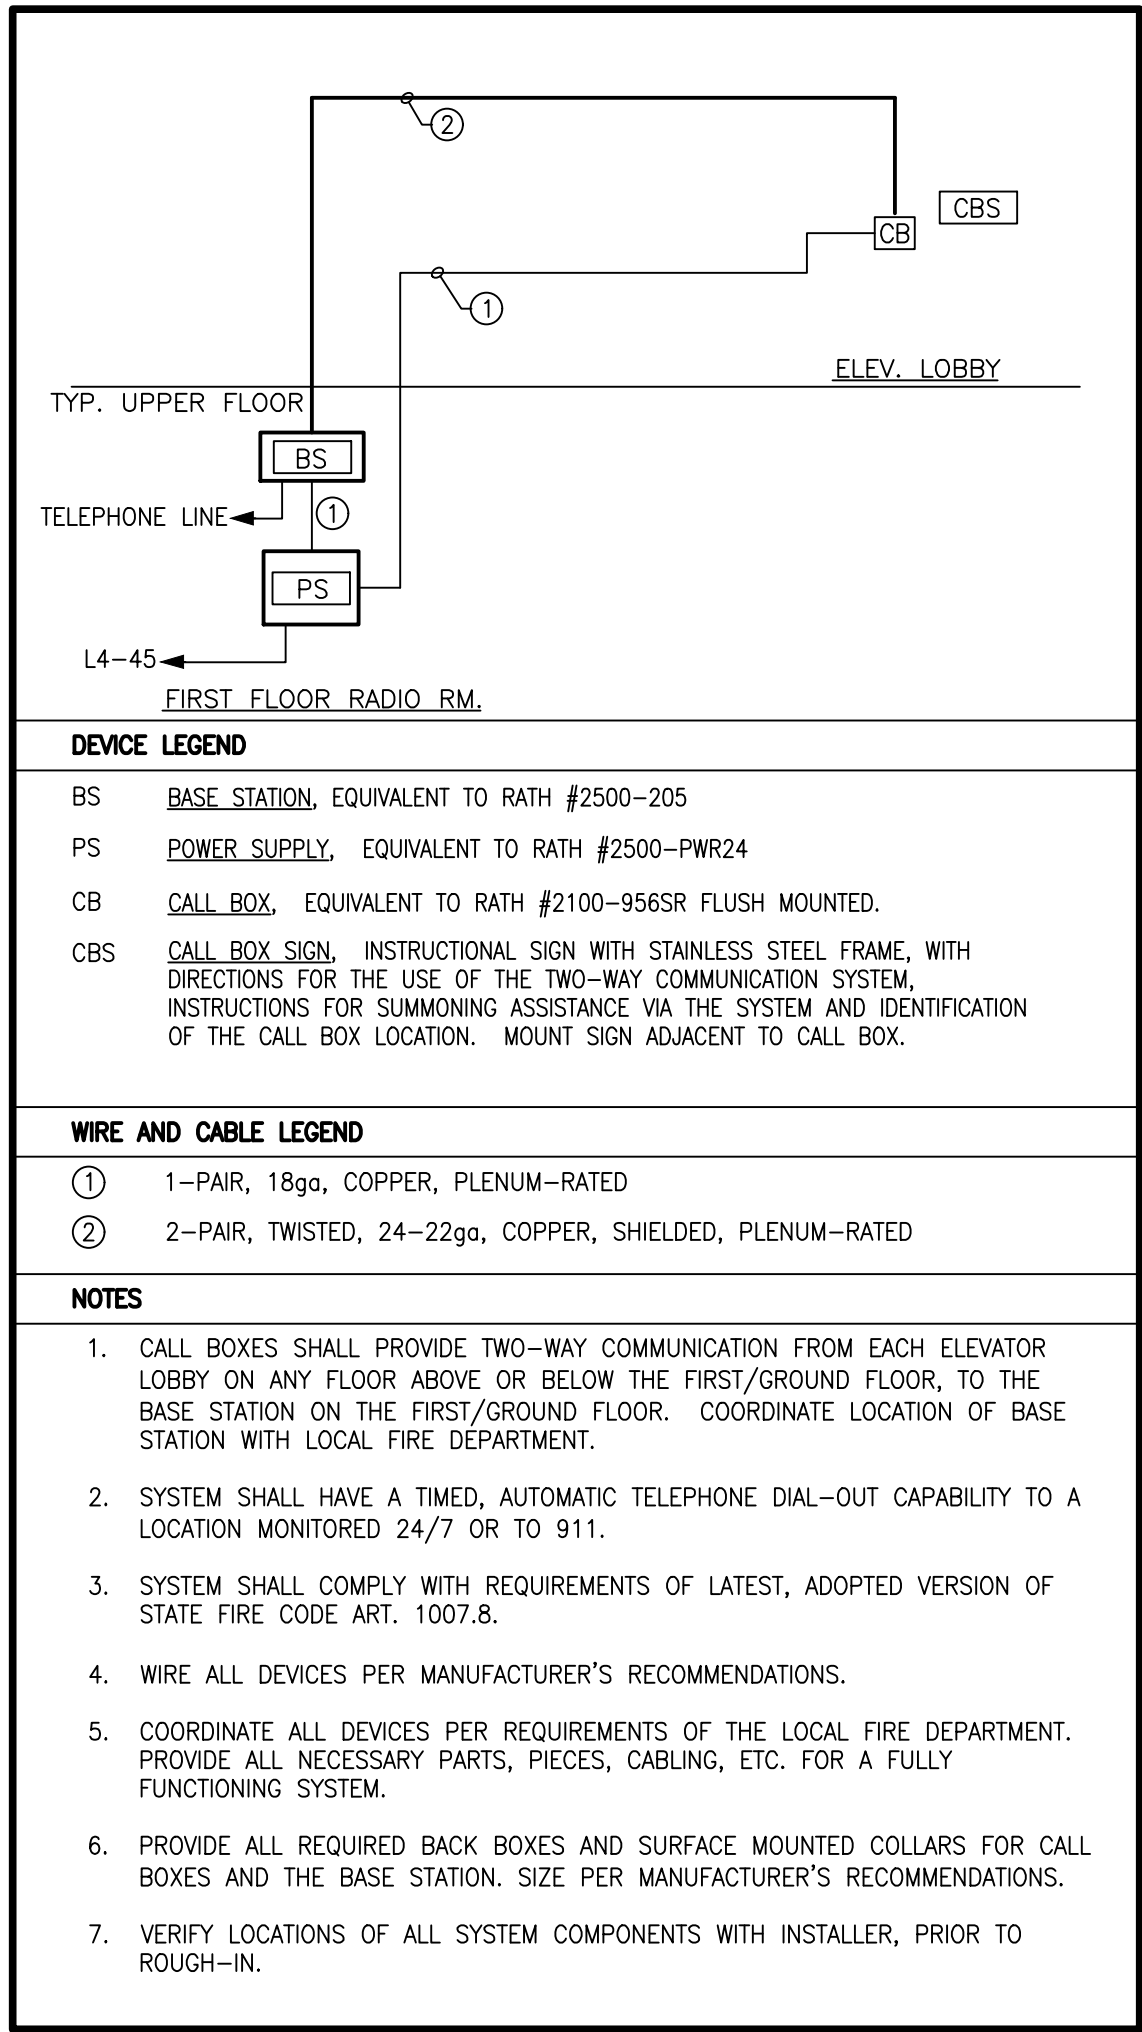 2
CBS
CB
1
ELEV. LOBBY
TYP. UPPER FLOOR
BS
TELEPHONE LINE
1
PS
L4-45
FIRST FLOOR RADIO RM.
DEVICE LEGEND
BS BASE STATION, EQUIVALENT TO RATH #2500-205
PS POWER SUPPLY, EQUIVALENT TO RATH #2500-PWR24
CB CALL BOX, EQUIVALENT TO RATH #2100-956SR FLUSH MOUNTED.
CBS CALL BOX SIGN, INSTRUCTIONAL SIGN WITH STAINLESS STEEL FRAME, WITH
DIRECTIONS FOR THE USE OF THE TWO-WAY COMMUNICATION SYSTEM,
INSTRUCTIONS FOR SUMMONING ASSISTANCE VIA THE SYSTEM AND IDENTIFICATION
OF THE CALL BOX LOCATION. MOUNT SIGN ADJACENT TO CALL BOX.
WIRE AND CABLE LEGEND
1 1-PAIR, 18ga, COPPER, PLENUM-RATED
2 2-PAIR, TWISTED, 24-22ga, COPPER, SHIELDED, PLENUM-RATED
NOTES
1. CALL BOXES SHALL PROVIDE TWO-WAY COMMUNICATION FROM EACH ELEVATOR
LOBBY ON ANY FLOOR ABOVE OR BELOW THE FIRST/GROUND FLOOR, TO THE
BASE STATION ON THE FIRST/GROUND FLOOR. COORDINATE LOCATION OF BASE
STATION WITH LOCAL FIRE DEPARTMENT.
2. SYSTEM SHALL HAVE A TIMED, AUTOMATIC TELEPHONE DIAL-OUT CAPABILITY TO A
LOCATION MONITORED 24/7 OR TO 911.
3. SYSTEM SHALL COMPLY WITH REQUIREMENTS OF LATEST, ADOPTED VERSION OF
STATE FIRE CODE ART. 1007.8.
4. WIRE ALL DEVICES PER MANUFACTURER'S RECOMMENDATIONS.
5. COORDINATE ALL DEVICES PER REQUIREMENTS OF THE LOCAL FIRE DEPARTMENT.
PROVIDE ALL NECESSARY PARTS, PIECES, CABLING, ETC. FOR A FULLY
FUNCTIONING SYSTEM.
6. PROVIDE ALL REQUIRED BACK BOXES AND SURFACE MOUNTED COLLARS FOR CALL
BOXES AND THE BASE STATION. SIZE PER MANUFACTURER'S RECOMMENDATIONS.
7. VERIFY LOCATIONS OF ALL SYSTEM COMPONENTS WITH INSTALLER, PRIOR TO
ROUGH-IN.